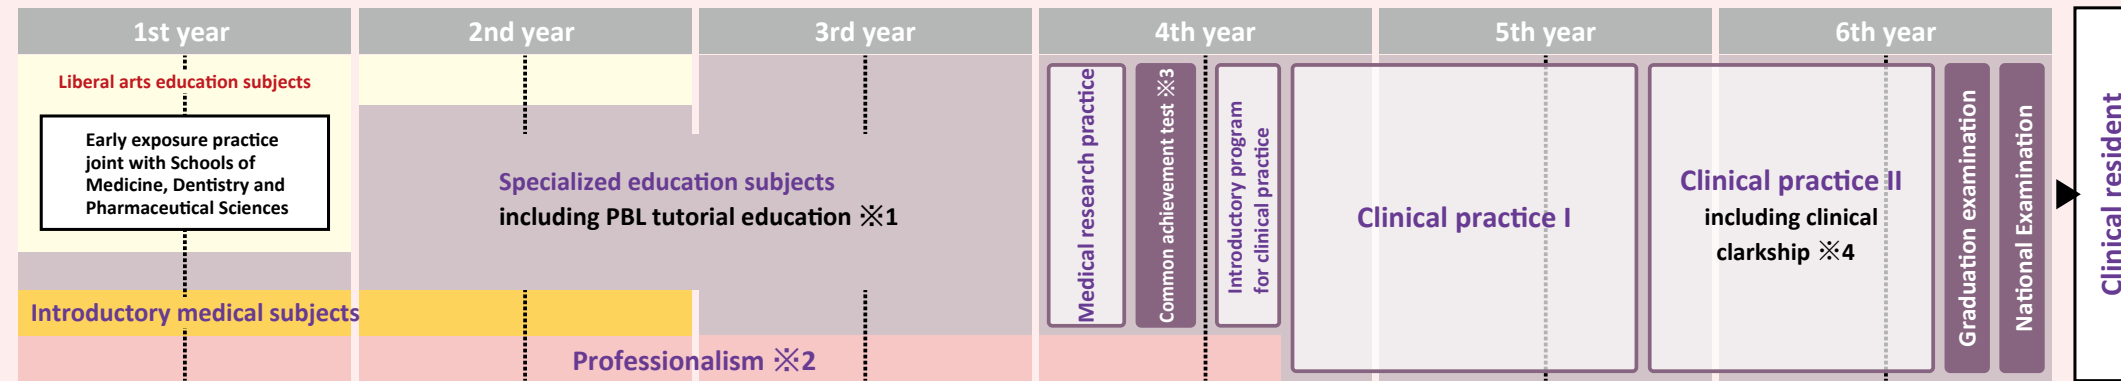 1st year
2nd year
3rd year
4th year
5th year
6th year
Liberal arts education subjects
Early exposure practice
joint with Schools of
Medicine, Dentistry and
Pharmaceutical Sciences
Introductory medical subjects
Specialized education subjects
including PBL tutorial education ※1
Professionalism ※2
Medical research practice
Common achievement test ※3
Introductory program
for clinical practice
Clinical practice I
Clinical practice II
including clinical
clarkship ※4
Graduation examination
National Examination
Clinical resident